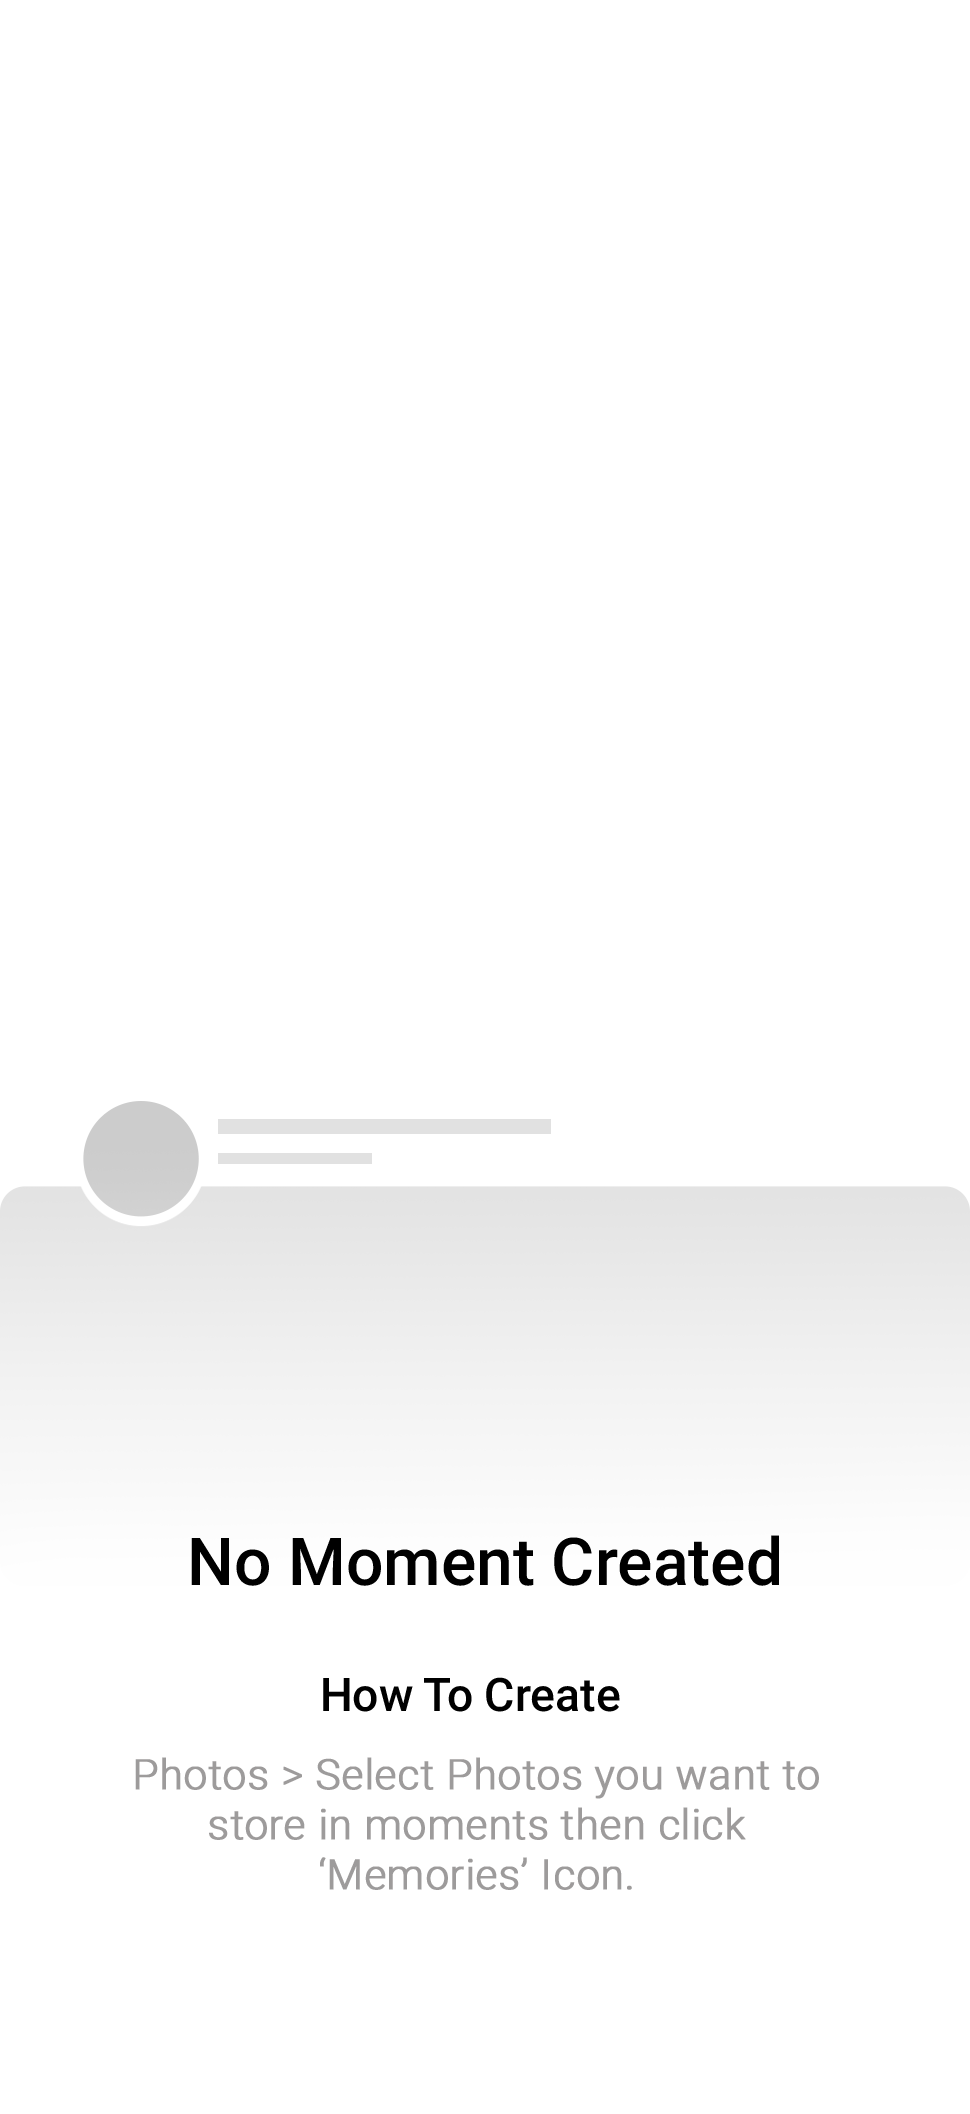 No Moment Created
How To Create
Photos > Select Photos you want to
store in moments then click
‘Memories’ Icon.